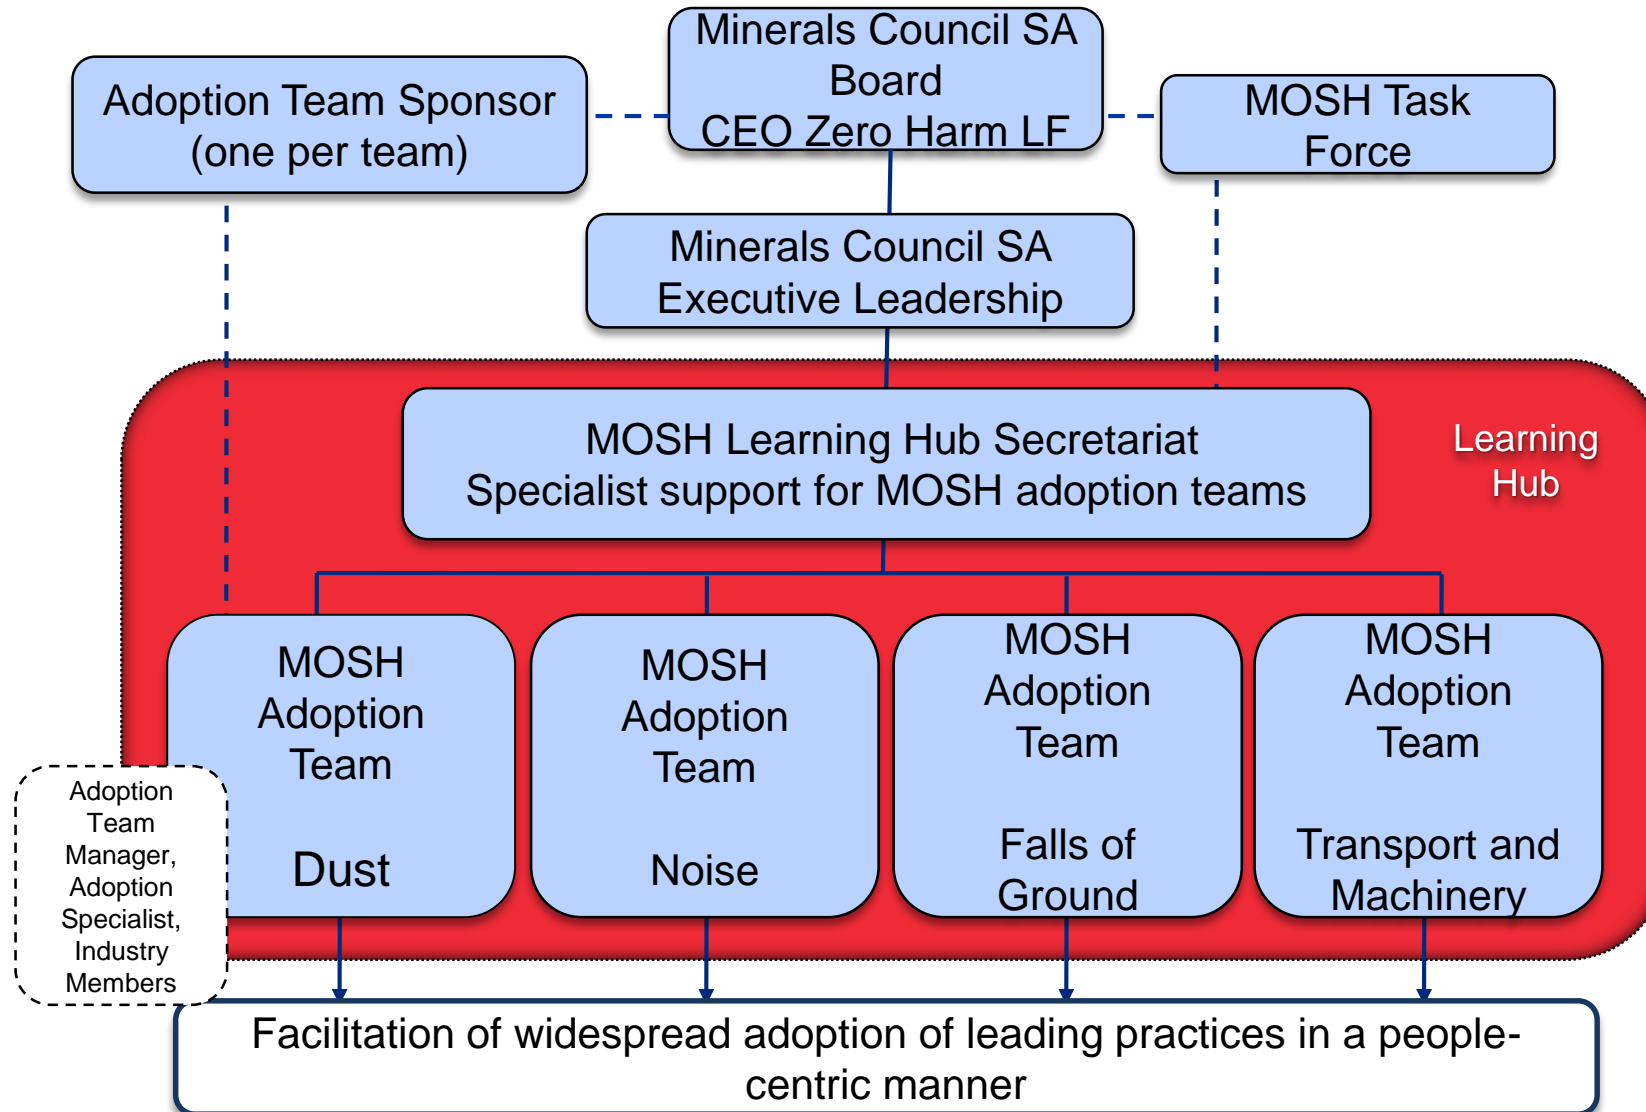 Minerals Council SA
Board
CEO Zero Harm LF
Adoption Team Sponsor
(one per team)
MOSH Task
Force
Minerals Council SA
Executive Leadership
MOSH Learning Hub Secretariat
Specialist support for MOSH adoption teams
Learning
Hub
MOSH
Adoption
Team
Dust
MOSH
Adoption
Team
Noise
MOSH
Adoption
Team
Falls of
Ground
MOSH
Adoption
Team
Transport and
Machinery
Adoption
Team
Manager,
Adoption
Specialist,
Industry
Members
Facilitation of widespread adoption of leading practices in a people-
centric manner